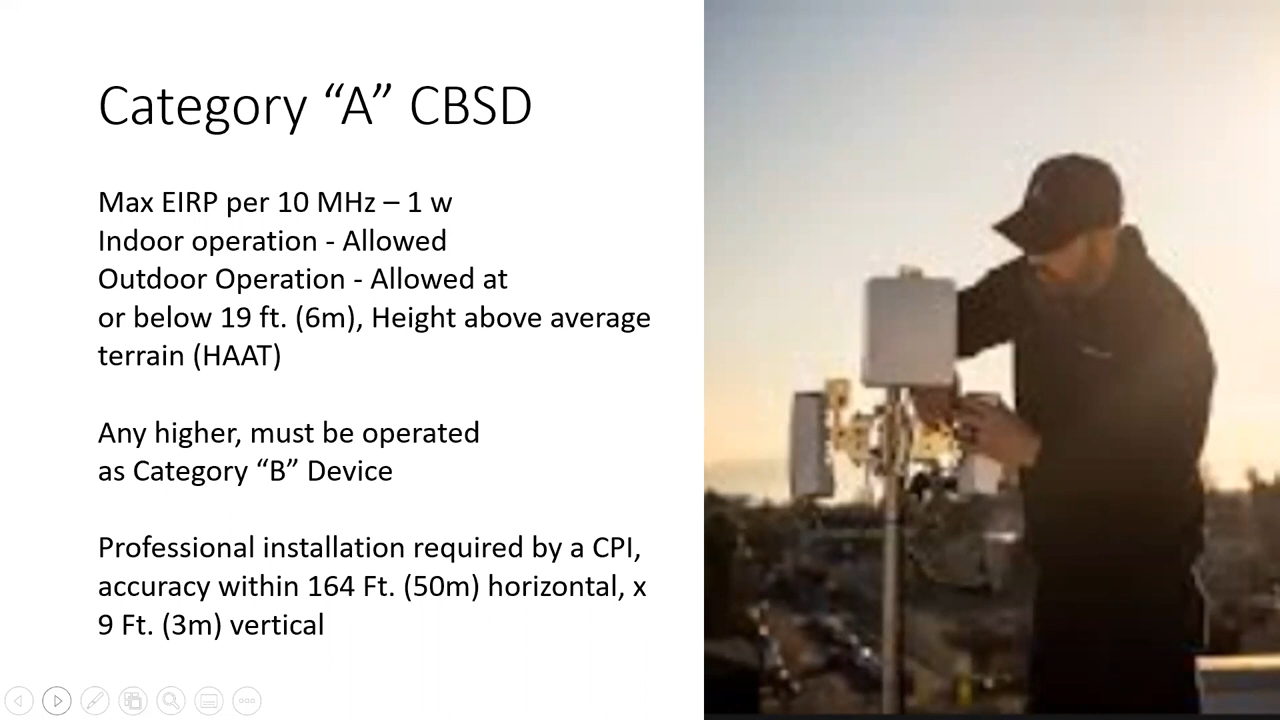 Category “A” CBSD
Max EIRP per 10 MHz – 1 w
Indoor operation - Allowed
Outdoor Operation - Allowed at
or below 19 ft. (6m), Height above average
terrain (HAAT)
Any higher, must be operated
as Category “B” Device
Professional installation required by a CPI,
accuracy within 164 Ft. (50m) horizontal, x
9 Ft. (3m) vertical